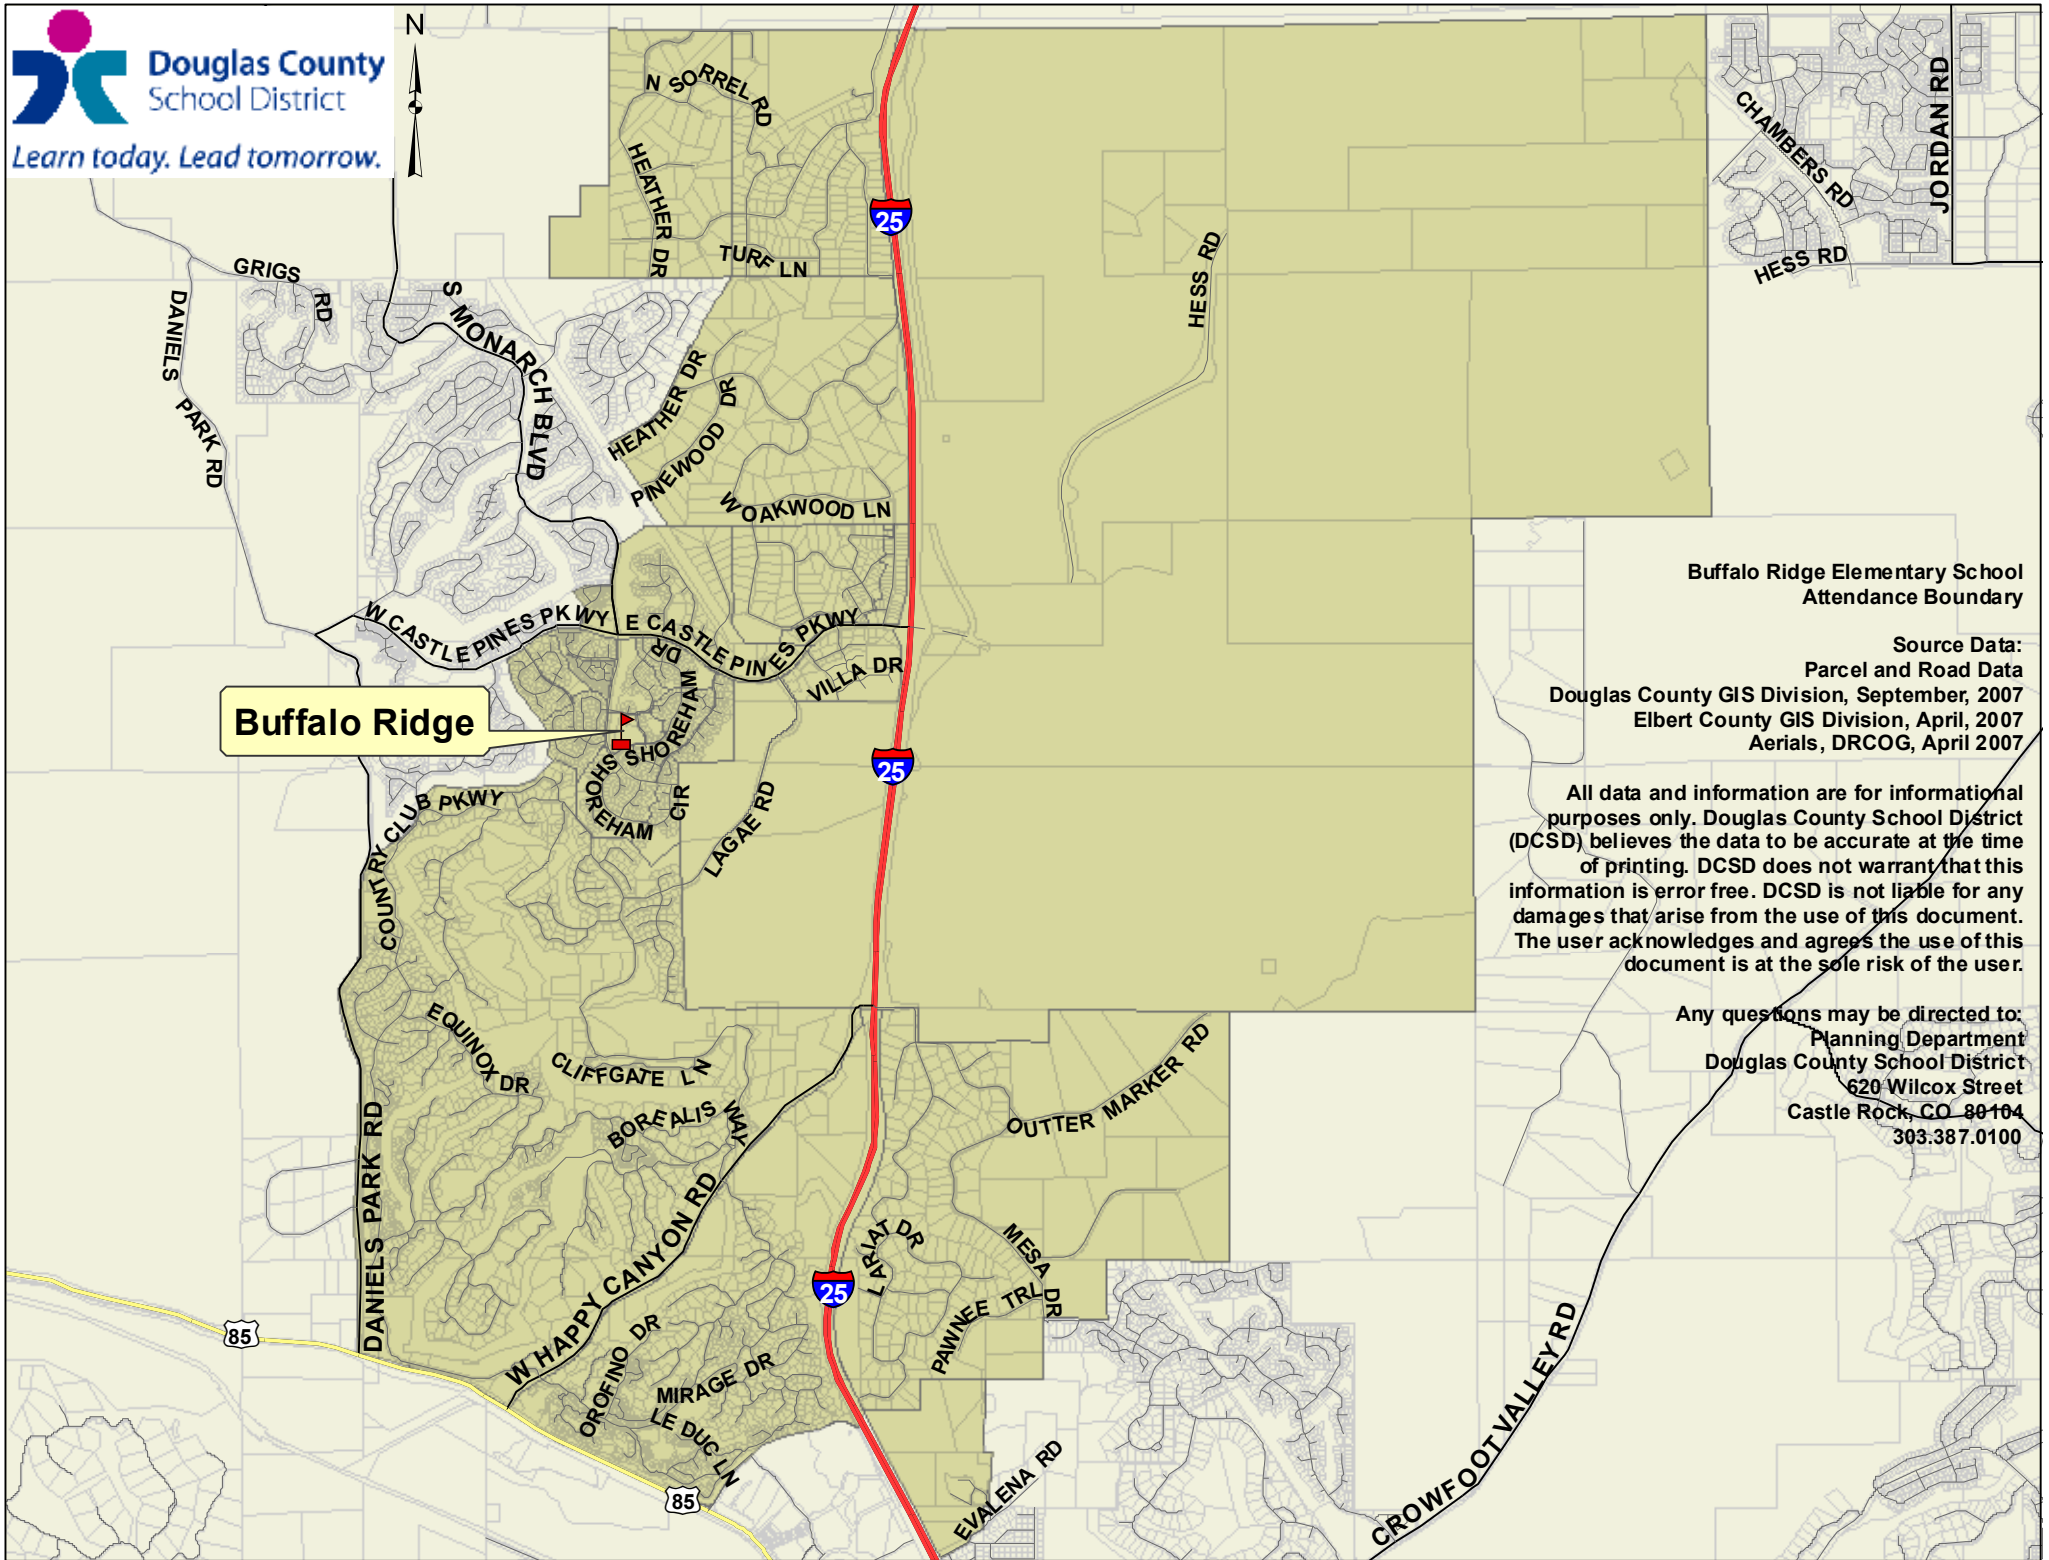 Douglas County
School District
Learn today. Lead tomorrow.
N
N SORREL RD
HEATHER DR
TURF LN
25
HESS RD
CHAMBERS RD
JORDAN RD
HESS RD
GRIGS RD
DANIELS PARK RD
S MONARCH BLVD
HEATHER DR
PINEWOOD DR
W OAKWOOD LN
W CASTLE PINES PKWY
E CASTLE PINES PKWY
VILLA DR
SHOREHAM DR
Buffalo Ridge
SHOREHAM CIR
LAGAE RD
25
COUNTRY CLUB PKWY
EQUINOX DR
CLIFFGATE LN
BOREALIS WAY
OUTTER MARKER RD
DANIELS PARK RD
W HAPPY CANYON RD
LARIAT DR
MESA DR
PAWNEE TRL
25
85
OROFINO DR
MIRAGE DR
LE DUC LN
85
EVALENA RD
CROWFOOT VALLEY RD
Buffalo Ridge Elementary School
Attendance Boundary
Source Data:
Parcel and Road Data
Douglas County GIS Division, September, 2007
Elbert County GIS Division, April, 2007
Aerials, DRCOG, April 2007
All data and information are for informational
purposes only. Douglas County School District
(DCSD) believes the data to be accurate at the time
of printing. DCSD does not warrant that this
information is error free. DCSD is not liable for any
damages that arise from the use of this document.
The user acknowledges and agrees the use of this
document is at the sole risk of the user.
Any questions may be directed to:
Planning Department
Douglas County School District
620 Wilcox Street
Castle Rock, CO 80104
303.387.0100